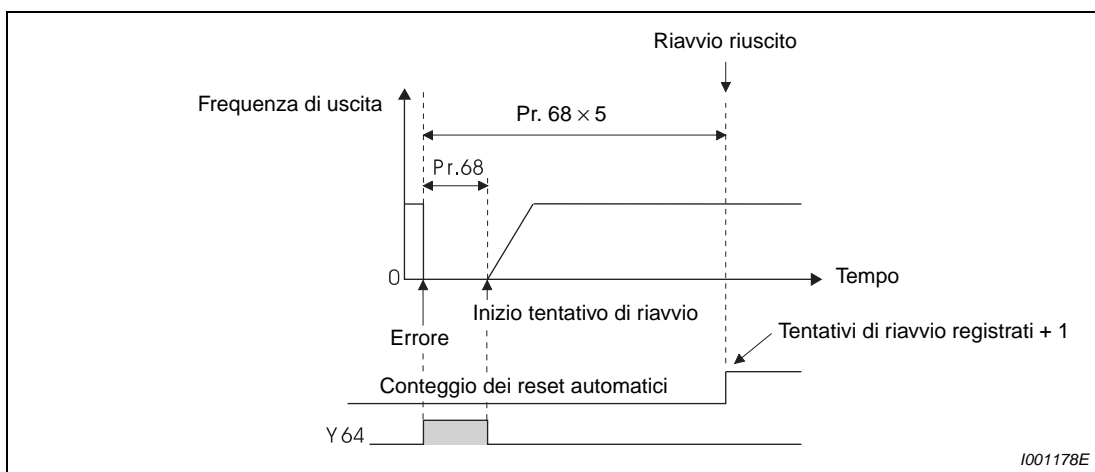 Riavvio riuscito
Frequenza di uscita
Pr. 68 × 5
Pr.68
0
Tempo
Inizio tentativo di riavvio
Errore
Tentativi di riavvio registrati + 1
Conteggio dei reset automatici
Y64
I001178E